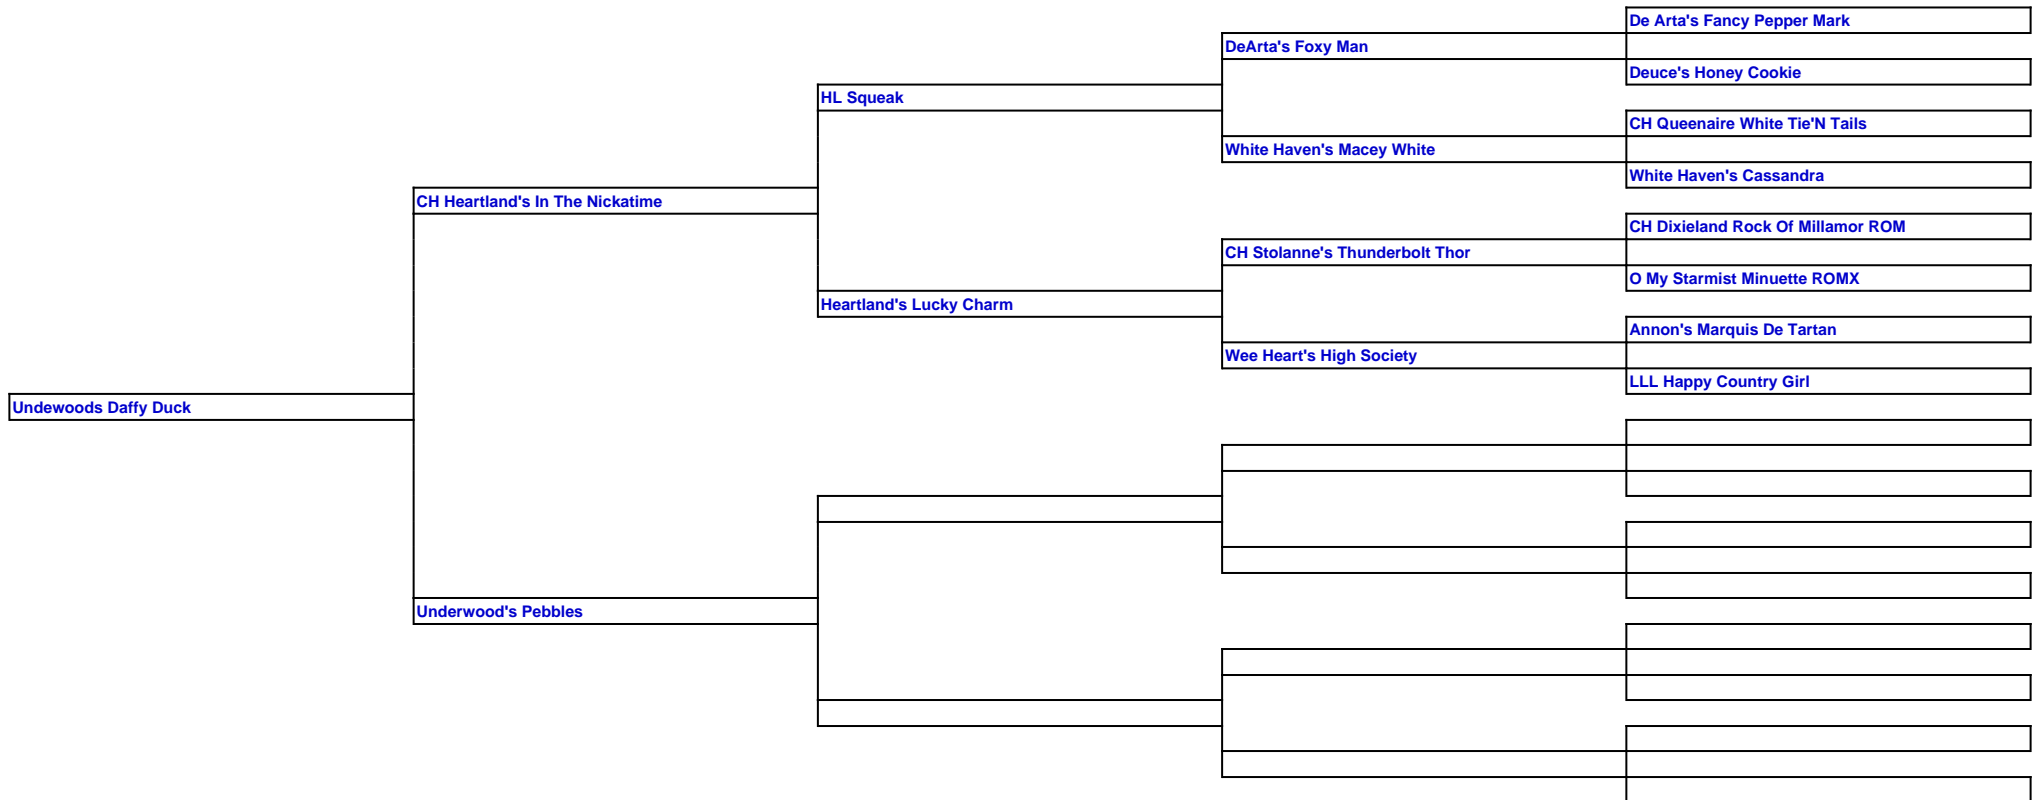 De Arta's Fancy Pepper Mark
DeArta's Foxy Man
Deuce's Honey Cookie
HL Squeak
CH Queenaire White Tie'N Tails
White Haven's Macey White
White Haven's Cassandra
CH Heartland's In The Nickatime
CH Dixieland Rock Of Millamor ROM
CH Stolanne's Thunderbolt Thor
O My Starmist Minuette ROMX
Heartland's Lucky Charm
Annon's Marquis De Tartan
Wee Heart's High Society
LLL Happy Country Girl
Undewoods Daffy Duck
Underwood's Pebbles